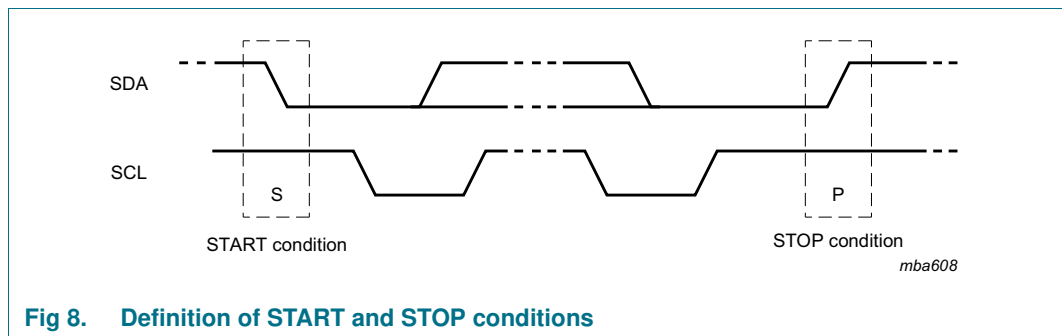 SDA
SCL
S
P
START condition
STOP condition
mba608
Fig 8. Definition of START and STOP conditions